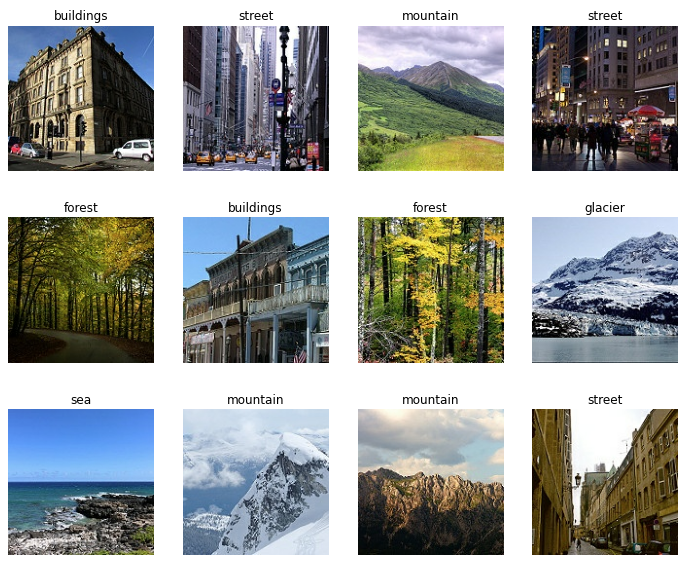 buildings
street
mountain
street
forest
buildings
forest
glacier
sea
mountain
mountain
street